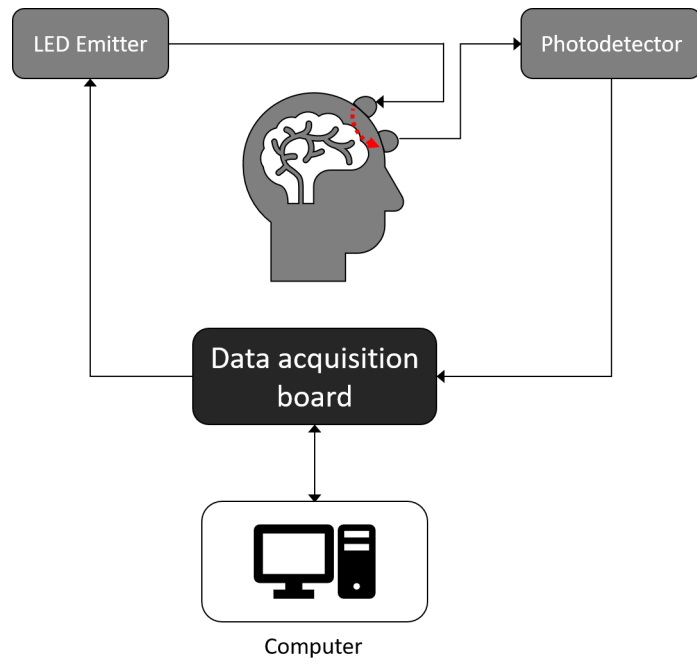 LED Emitter
Photodetector
Data acquisition
board
Computer